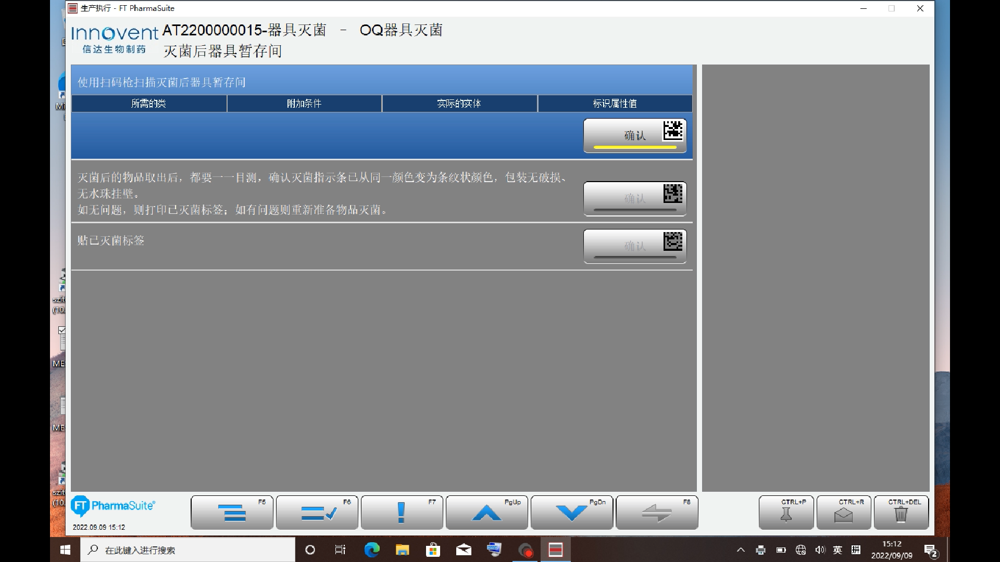 生产执行 - FT PharmaSuite
Innovent
信达生物制药
AT2200000015-器具灭菌 - OQ器具灭菌
灭菌后器具暂存间
使用扫码枪扫描灭菌后器具暂存间
所需的类 附加条件 实际的实体 标识属性值
确认
灭菌后的物品取出后，都要一一目测，确认灭菌指示条已从同一颜色变为条纹状颜色，包装无破损、
无水珠挂壁。
如无问题，则打印已灭菌标签；如有问题则重新准备物品灭菌。
确认
贴已灭菌标签
确认
Mi
szit
(10.
ME
ME
szit
(10.
FT PharmaSuite®
2022.09.09 15:12
F5 F6 F7 PgUp PgDn F8 CTRL+P CTRL+R CTRL+DEL
在此键入进行搜索
英 拼
15:12
2022/09/09
2